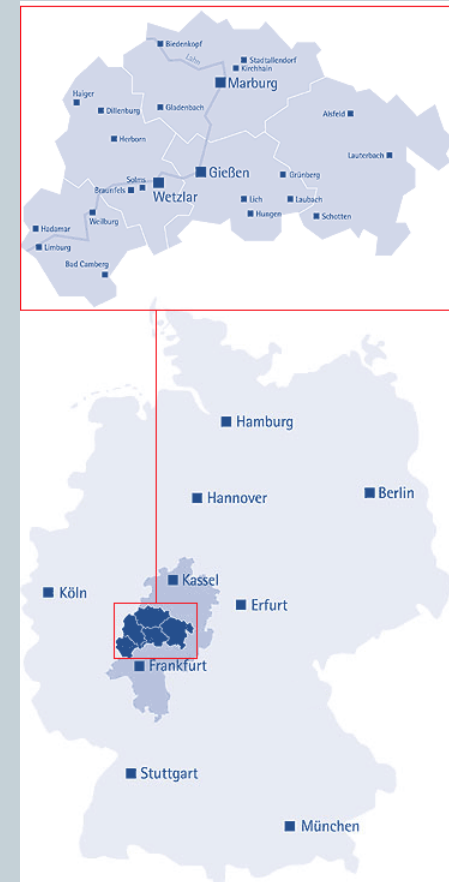 Biedenkopf
Lahn
Stadtallendorf
Kirchhain
Marburg
Haiger
Dillenburg
Gladenbach
Alsfeld
Herborn
Lauterbach
Gießen
Solms
Grünberg
Braunfels
Wetzlar
Lich
Laubach
Weilburg
Hungen
Schotten
Hadamar
Limburg
Bad Camberg
Hamburg
Hannover
Berlin
Kassel
Köln
Erfurt
Frankfurt
Stuttgart
München